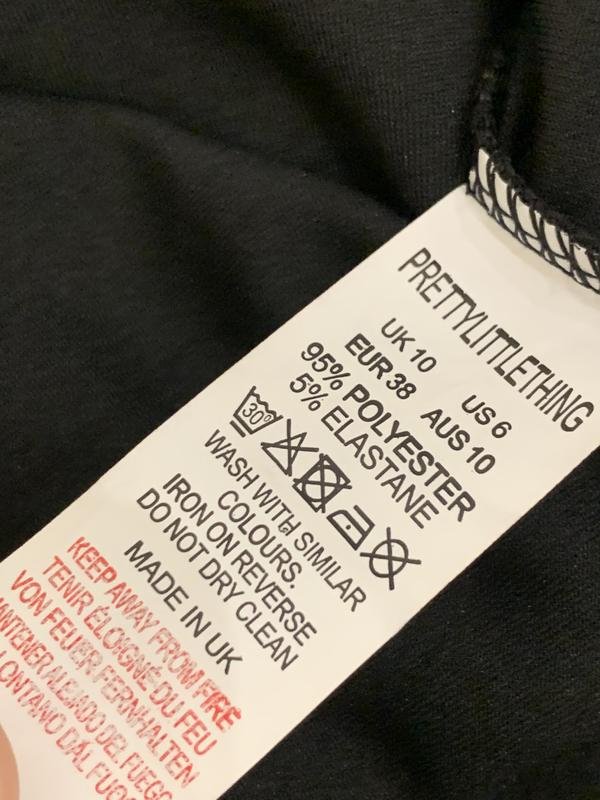 PRETTYLITTLETHING
UK 10 US 6
EUR 38 AUS 10
95% POLYESTER
5% ELASTANE
30°
WASH WITH SIMILAR
COLOURS
IRON ON REVERSE
DO NOT DRY CLEAN
MADE IN UK
KEEP AWAY FROM FIRE
TENIR ÉLOIGNÉ DU FEU
VON FEUER FERNHALTEN
ALEJADO DEL FUEGO
DAL